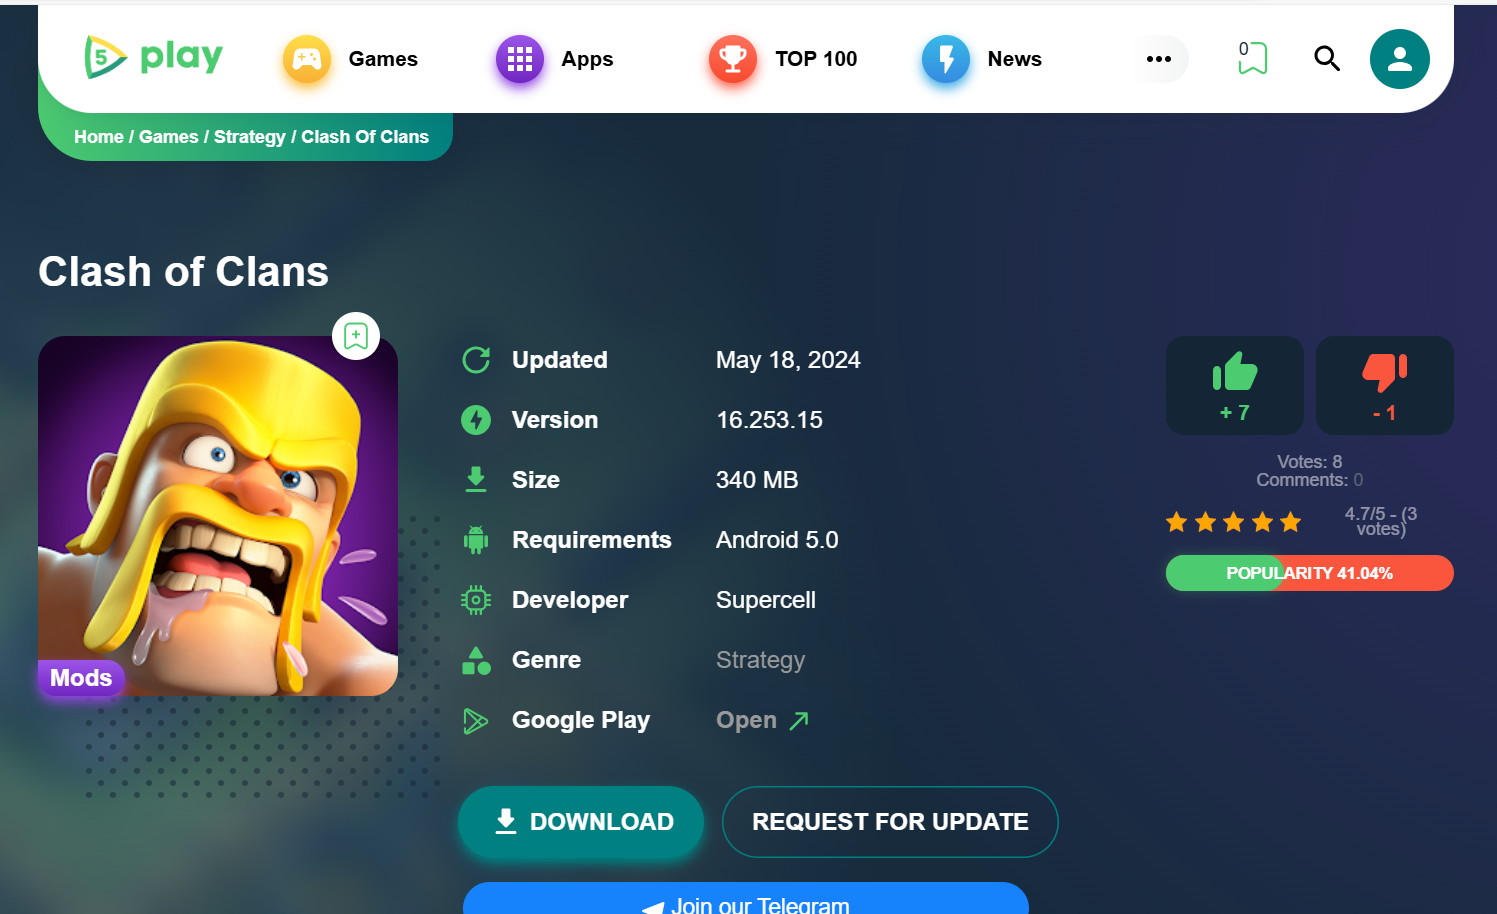 5 play
Games
Apps
TOP 100
News
0
Home / Games / Strategy / Clash Of Clans
Clash of Clans
Mods
Updated May 18, 2024
Version 16.253.15
Size 340 MB
Requirements Android 5.0
Developer Supercell
Genre Strategy
Google Play Open
+ 7
- 1
Votes: 8
Comments: 0
4.7/5 - (3
votes)
POPULARITY 41.04%
DOWNLOAD
REQUEST FOR UPDATE
Join our Telegram